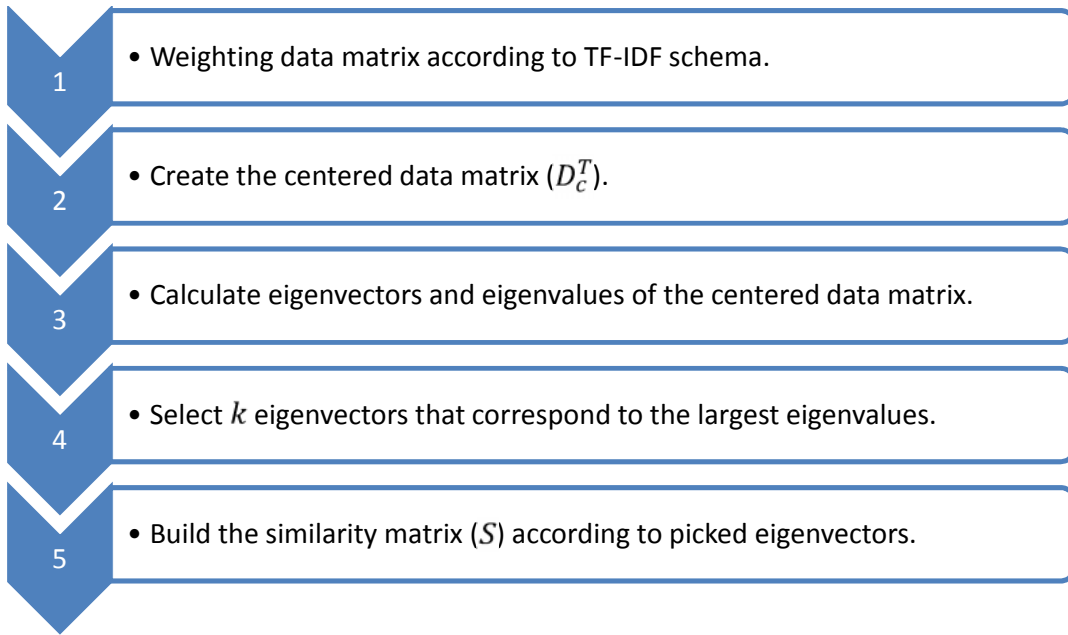 1
• Weighting data matrix according to TF-IDF schema.
2
• Create the centered data matrix ($D_c^T$).
3
• Calculate eigenvectors and eigenvalues of the centered data matrix.
4
• Select $k$ eigenvectors that correspond to the largest eigenvalues.
5
• Build the similarity matrix ($S$) according to picked eigenvectors.